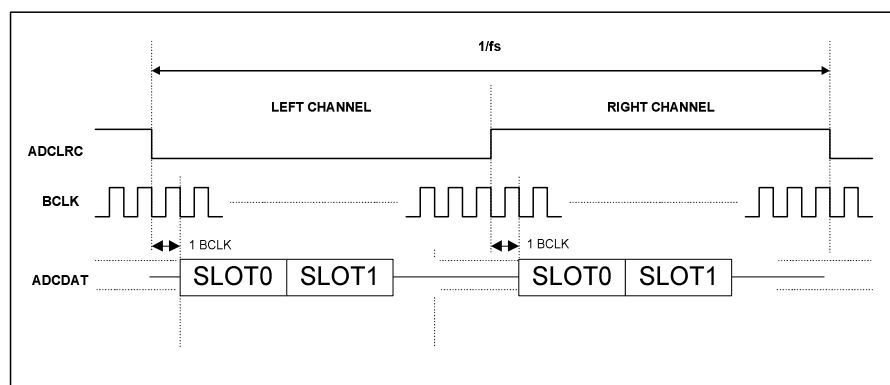 1/fs
LEFT CHANNEL RIGHT CHANNEL
ADCLRC
BCLK
1 BCLK 1 BCLK
ADCDAT SLOT0 SLOT1 SLOT0 SLOT1